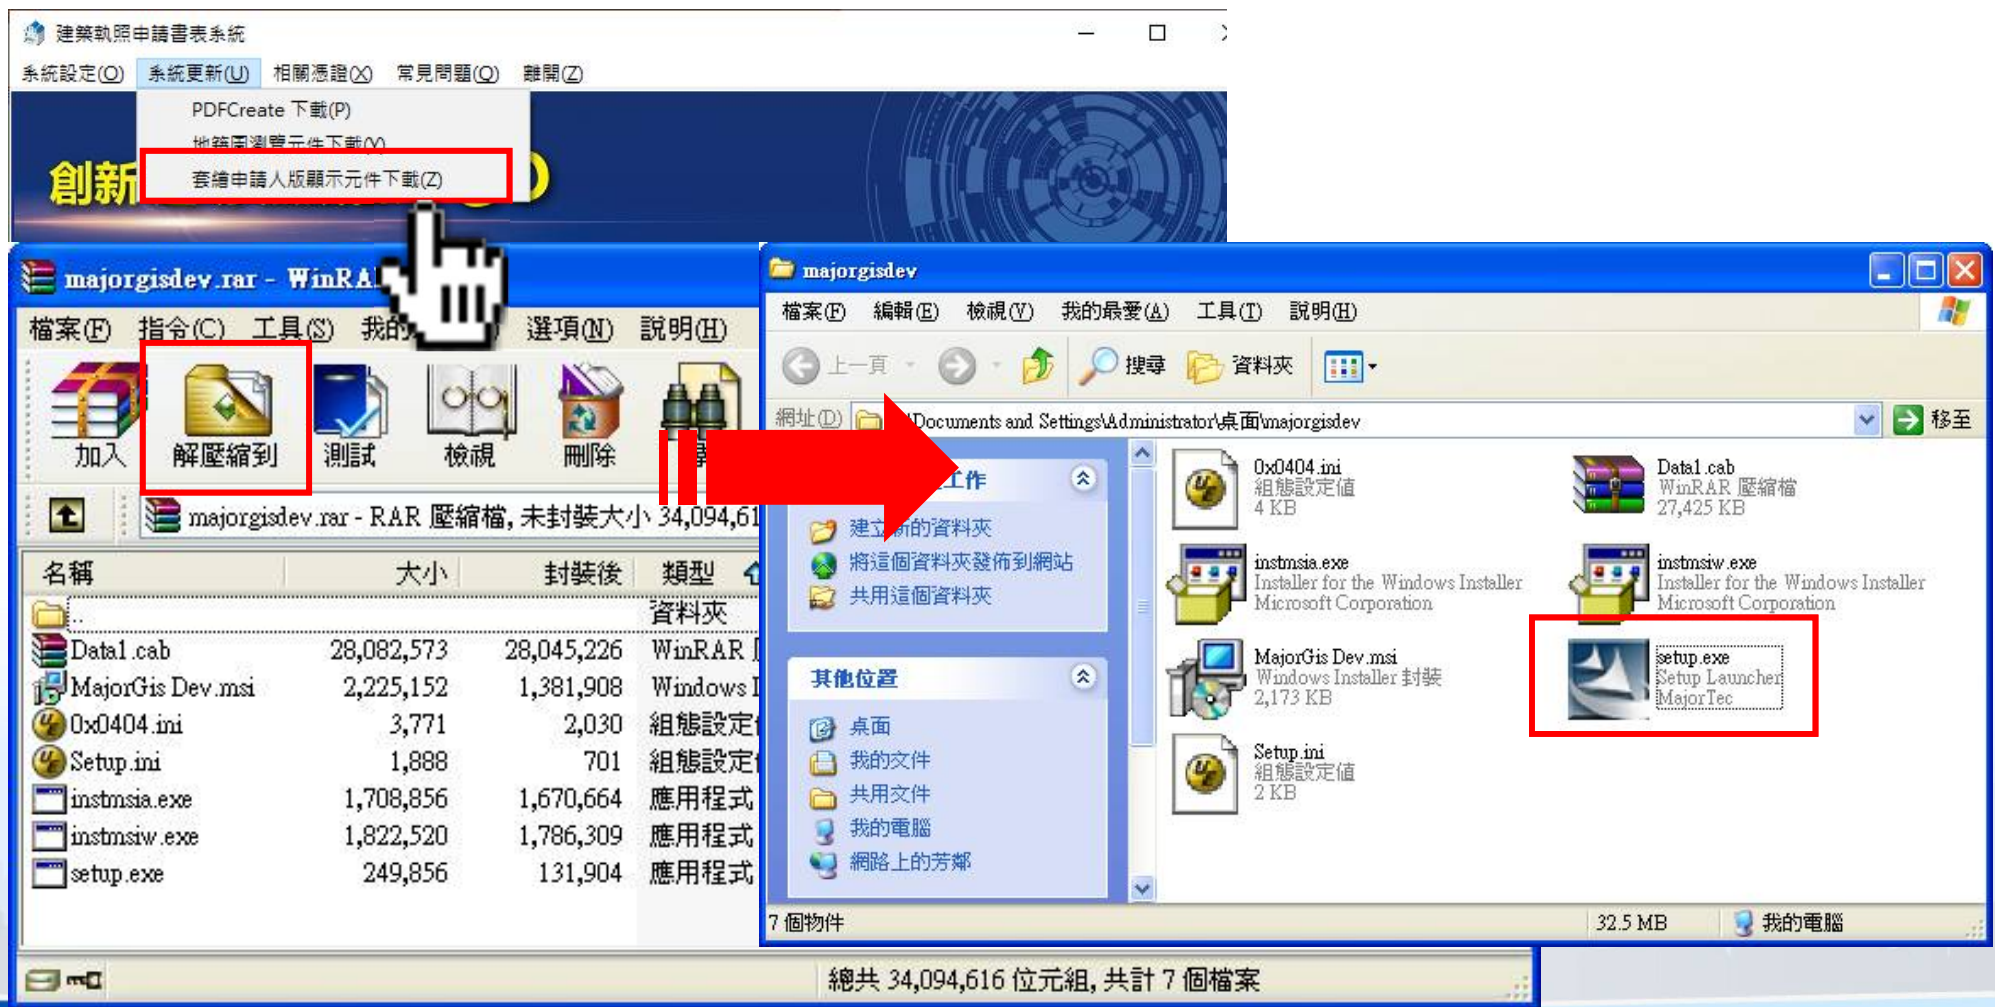 建築執照申請書表系統
系統設定(O) 系統更新(U) 相關憑證(X) 常見問題(Q) 離開(Z)
PDFCreate 下載(P)
地籍圖瀏覽元件下載(Y)
套繪申請人版顯示元件下載(Z)
創新
majorgisdev.rar - WinRA
檔案(F) 指令(C) 工具(S) 我的 選項(N) 說明(H)
加入 解壓縮到 測試 檢視 刪除
majorgisdev.rar - RAR 壓縮檔, 未封裝大小 34,094,61
名稱 大小 封裝後 類型
.. 資料夾
Data1.cab 28,082,573 28,045,226 WinRAR
MajorGis Dev.msi 2,225,152 1,381,908 Windows I
0x0404.ini 3,771 2,030 組態設定
Setup.ini 1,888 701 組態設定
instmsia.exe 1,708,856 1,670,664 應用程式
instmsiw.exe 1,822,520 1,786,309 應用程式
setup.exe 249,856 131,904 應用程式
總共 34,094,616 位元組, 共計 7 個檔案
majorgisdev
檔案(F) 編輯(E) 檢視(V) 我的最愛(A) 工具(T) 說明(H)
上一頁 搜尋 資料夾
網址(D) \Documents and Settings\Administrator\桌面\majorgisdev 移至
工作
建立新的資料夾
將這個資料夾發佈到網站
共用這個資料夾
其他位置
桌面
我的文件
共用文件
我的電腦
網路上的芳鄰
0x0404.ini
組態設定值
4 KB
Data1.cab
WinRAR 壓縮檔
27,425 KB
instmsia.exe
Installer for the Windows Installer
Microsoft Corporation
instmsiw.exe
Installer for the Windows Installer
Microsoft Corporation
MajorGis Dev.msi
Windows Installer 封裝
2,173 KB
setup.exe
Setup Launcher
MajorTec
Setup.ini
組態設定值
2 KB
7 個物件 32.5 MB 我的電腦